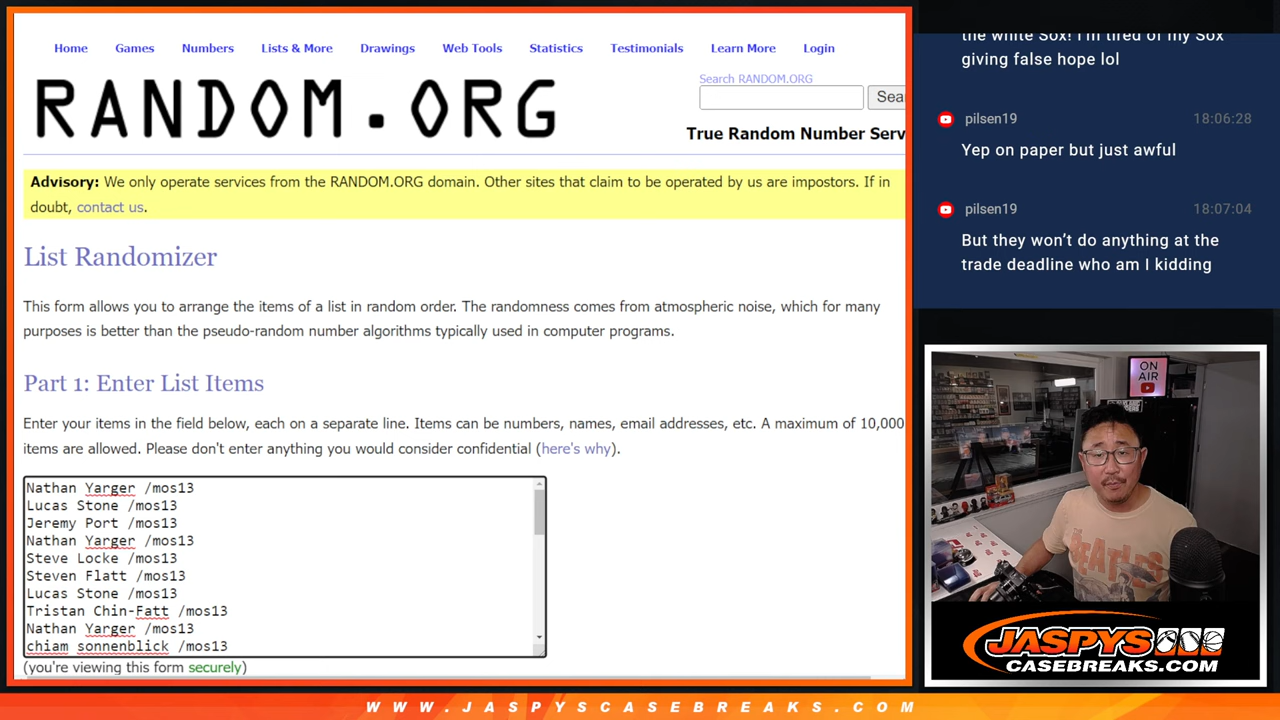 Home Games Numbers Lists & More Drawings Web Tools Statistics Testimonials Learn More Login
RANDOM.ORG
Search RANDOM.ORG
Sea
True Random Number Serv
Advisory: We only operate services from the RANDOM.ORG domain. Other sites that claim to be operated by us are impostors. If in
doubt, contact us.
List Randomizer
This form allows you to arrange the items of a list in random order. The randomness comes from atmospheric noise, which for many
purposes is better than the pseudo-random number algorithms typically used in computer programs.
Part 1: Enter List Items
Enter your items in the field below, each on a separate line. Items can be numbers, names, email addresses, etc. A maximum of 10,000
items are allowed. Please don't enter anything you would consider confidential (here's why).
Nathan Yarger /mos13
Lucas Stone /mos13
Jeremy Port /mos13
Nathan Yarger /mos13
Steve Locke /mos13
Steven Flatt /mos13
Lucas Stone /mos13
Tristan Chin-Fatt /mos13
Nathan Yarger /mos13
chiam sonnenblick /mos13
(you're viewing this form securely)
the white Sox! I'm tired of my Sox
giving false hope lol
pilsen19 18:06:28
Yep on paper but just awful
pilsen19 18:07:04
But they won't do anything at the
trade deadline who am I kidding
ON
AIR
BEATLES
JASPYS
CASEBREAKS.COM
WWW.JASPYSCASEBREAKS.COM